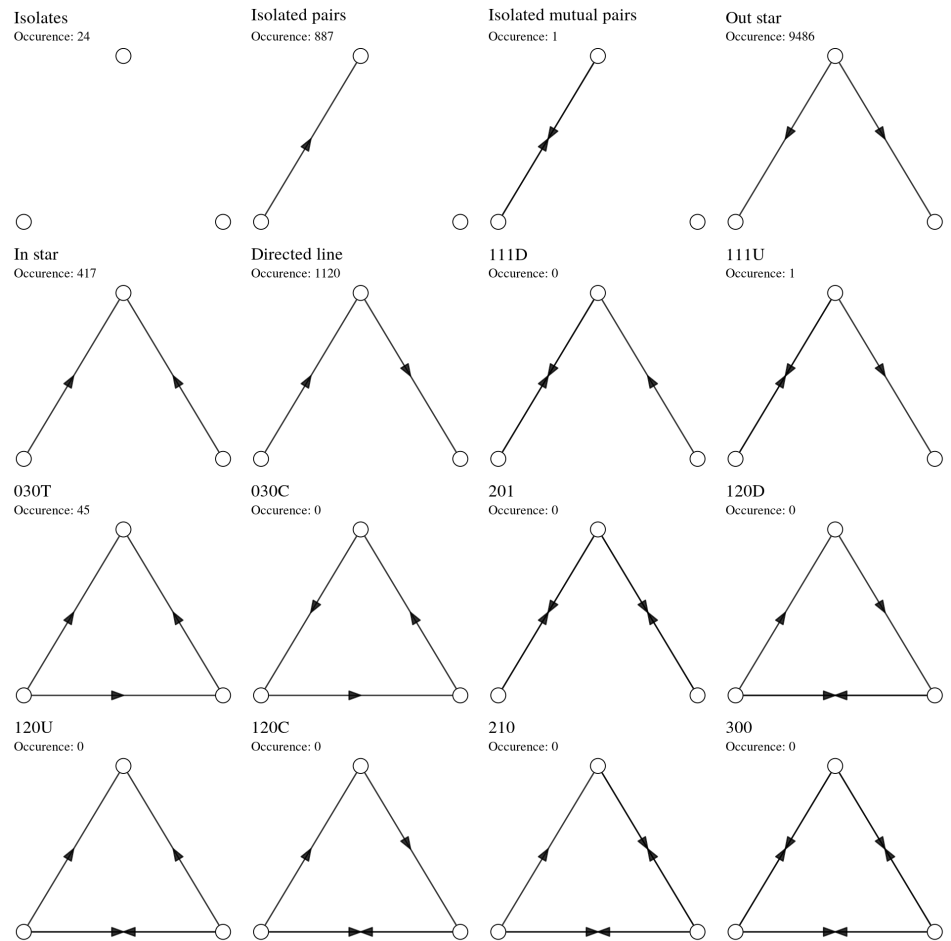 Isolates
Occurence: 24
Isolated pairs
Occurence: 887
Isolated mutual pairs
Occurence: 1
Out star
Occurence: 9486
In star
Occurence: 417
Directed line
Occurence: 1120
111D
Occurence: 0
111U
Occurence: 1
030T
Occurence: 45
030C
Occurence: 0
201
Occurence: 0
120D
Occurence: 0
120U
Occurence: 0
120C
Occurence: 0
210
Occurence: 0
300
Occurence: 0